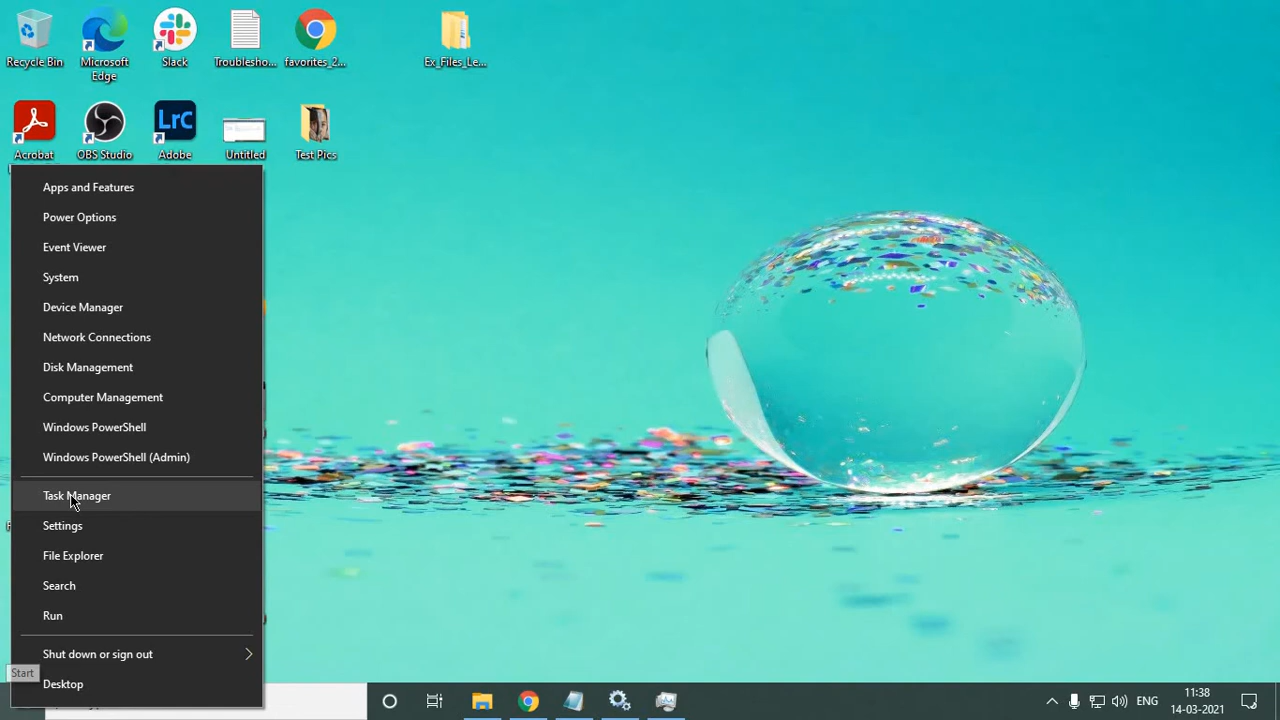 Recycle Bin
Microsoft
Edge
Slack
Troublesho...
favorites_2...
Ex_Files_Le...
Acrobat
OBS Studio
Adobe
Untitled
Test Pics
LrC
Apps and Features
Power Options
Event Viewer
System
Device Manager
Network Connections
Disk Management
Computer Management
Windows PowerShell
Windows PowerShell (Admin)
Task Manager
Settings
File Explorer
Search
Run
Shut down or sign out
Desktop
Start
ENG
11:38
14-03-2021